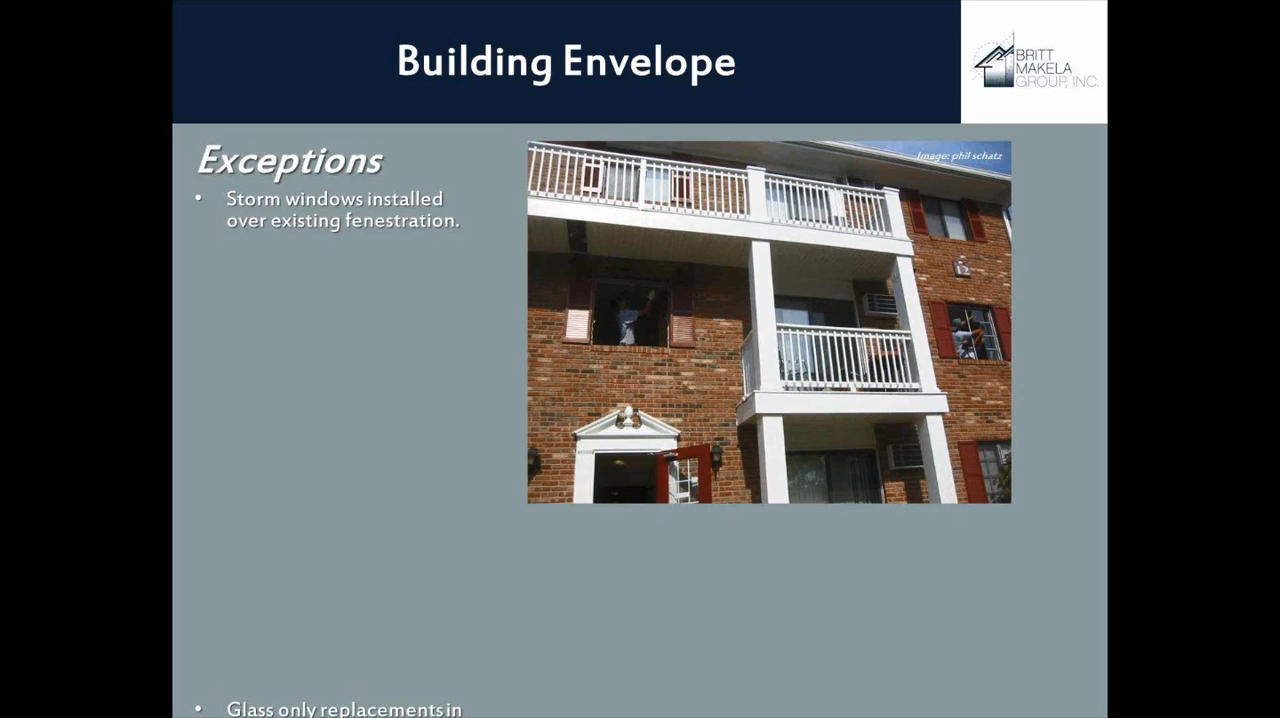 Building Envelope
BRITT
MAKELA
GROUP, INC.
Exceptions
• Storm windows installed
over existing fenestration.
Image: phil schatz
12
• Glass only replacements in